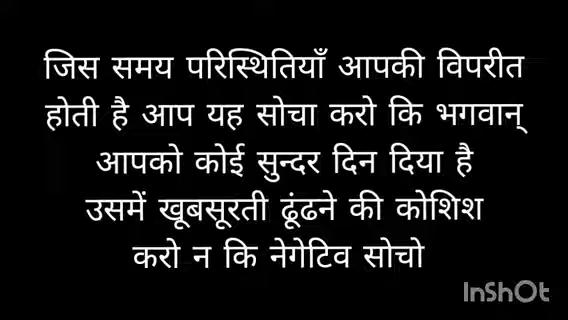 जिस समय परिस्थितियाँ आपकी विपरीत
होती है आप यह सोचा करो कि भगवान्
आपको कोई सुन्दर दिन दिया है
उसमें खूबसूरती ढूंढने की कोशिश
करो न कि नेगेटिव सोचो
InShOt